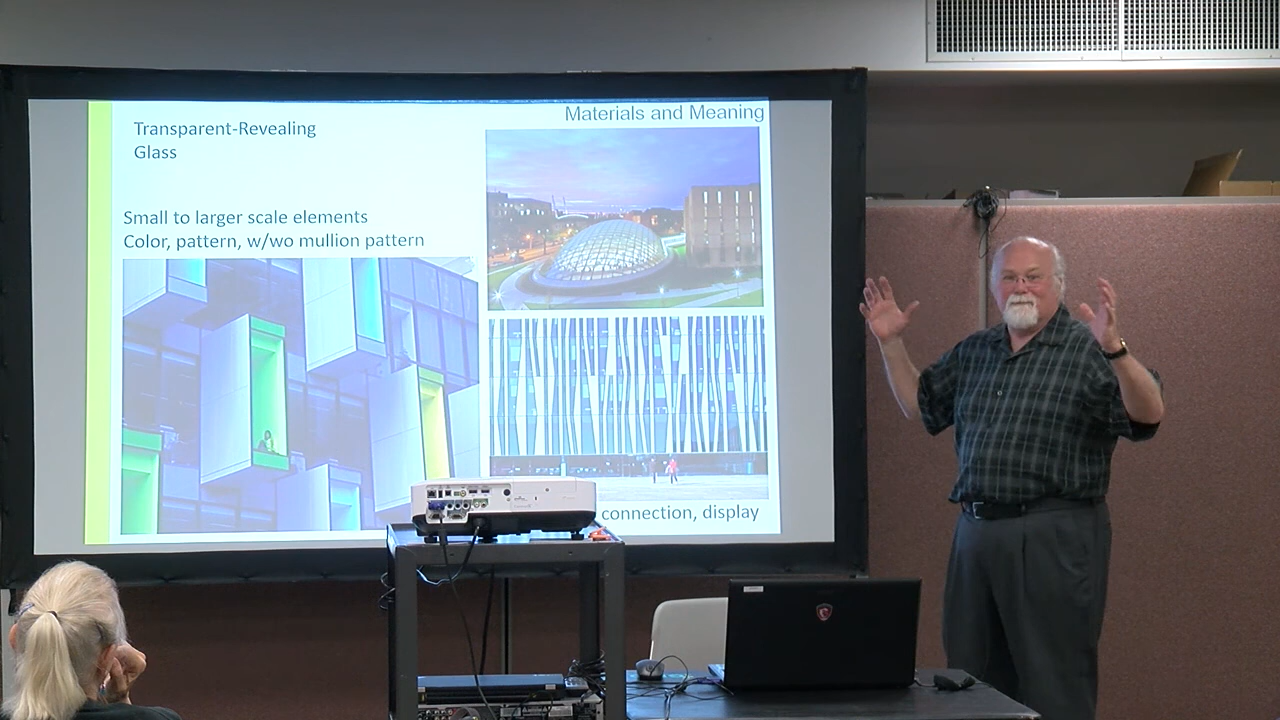 Materials and Meaning
Transparent-Revealing
Glass
Small to larger scale elements
Color, pattern, w/wo mullion pattern
connection, display